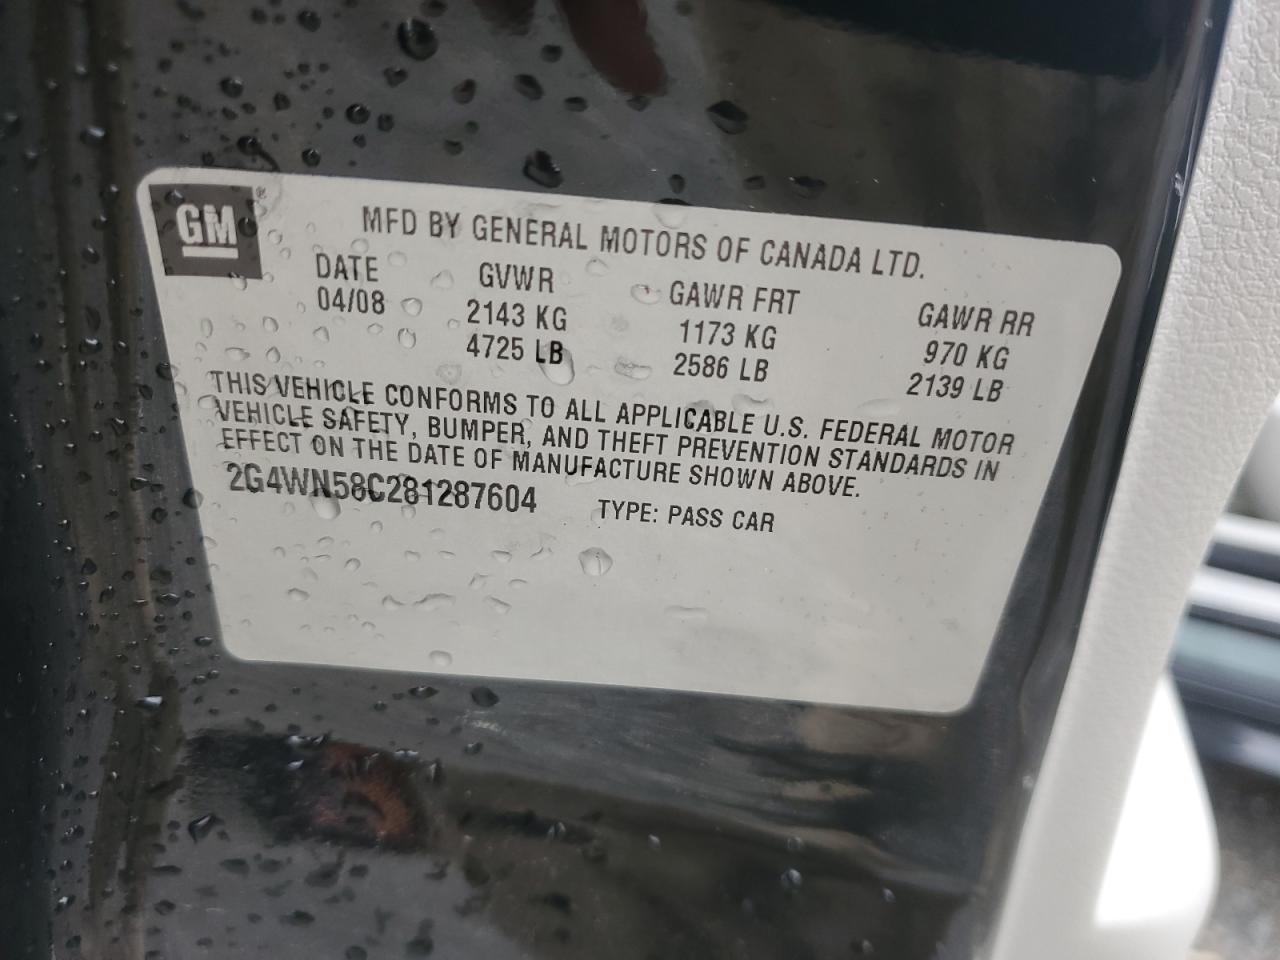 GM®
MFD BY GENERAL MOTORS OF CANADA LTD.
DATE GVWR GAWR FRT GAWR RR
04/08 2143 KG 1173 KG 970 KG
4725 LB 2586 LB 2139 LB
THIS VEHICLE CONFORMS TO ALL APPLICABLE U.S. FEDERAL MOTOR
VEHICLE SAFETY, BUMPER, AND THEFT PREVENTION STANDARDS IN
EFFECT ON THE DATE OF MANUFACTURE SHOWN ABOVE.
2G4WN58C281287604 TYPE: PASS CAR